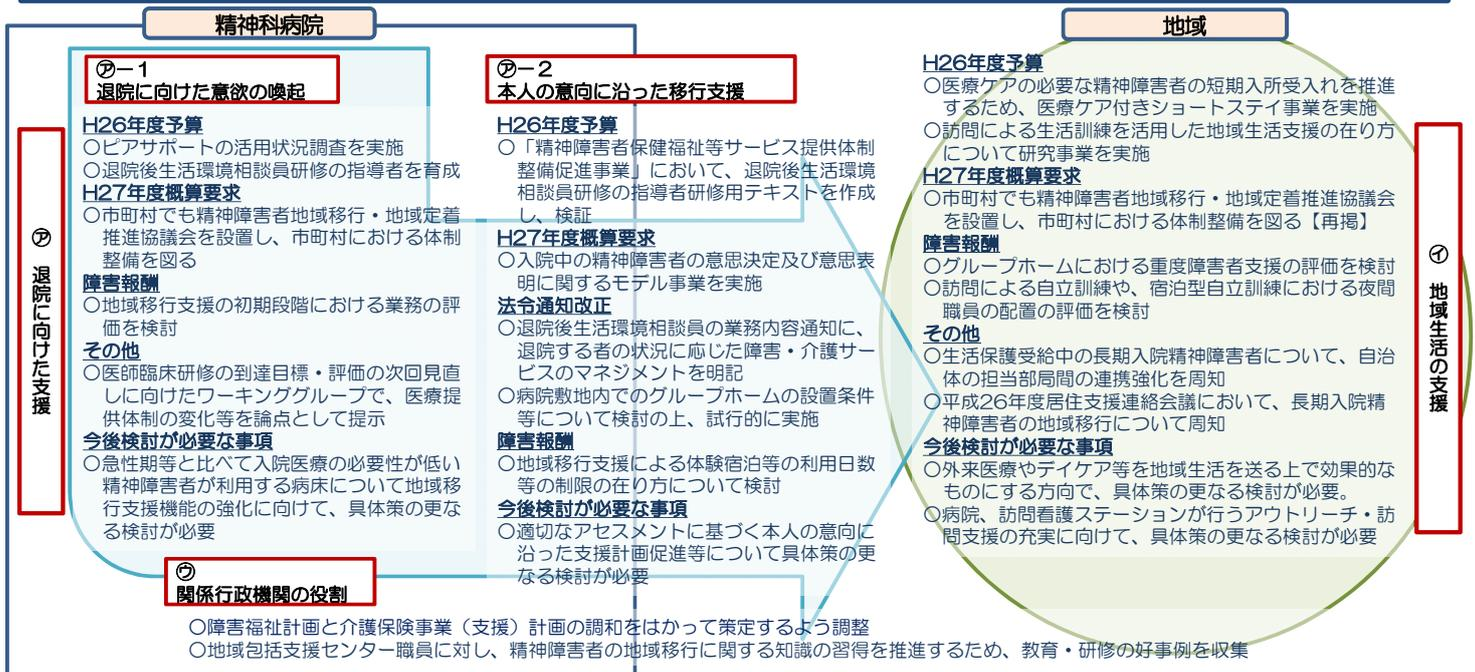 精神科病院
地域
㋐
退院に向けた支援
㋐－１
退院に向けた意欲の喚起
H26年度予算
○ピアサポートの活用状況調査を実施
○退院後生活環境相談員研修の指導者を育成
H27年度概算要求
○市町村でも精神障害者地域移行・地域定着
推進協議会を設置し、市町村における体制
整備を図る
障害報酬
○地域移行支援の初期段階における業務の評
価を検討
その他
○医師臨床研修の到達目標・評価の次回見直
しに向けたワーキンググループで、医療提
供体制の変化等を論点として提示
今後検討が必要な事項
○急性期等と比べて入院医療の必要性が低い
精神障害者が利用する病床について地域移
行支援機能の強化に向けて、具体策の更な
る検討が必要
㋐－２
本人の意向に沿った移行支援
H26年度予算
○「精神障害者保健福祉等サービス提供体制
整備促進事業」において、退院後生活環境
相談員研修の指導者研修用テキストを作成
し、検証
H27年度概算要求
○入院中の精神障害者の意思決定及び意思表
明に関するモデル事業を実施
法令通知改正
○退院後生活環境相談員の業務内容通知に、
退院する者の状況に応じた障害・介護サー
ビスのマネジメントを明記
○病院敷地内でのグループホームの設置条件
等について検討の上、試行的に実施
障害報酬
○地域移行支援による体験宿泊等の利用日数
等の制限の在り方について検討
今後検討が必要な事項
○適切なアセスメントに基づく本人の意向に
沿った支援計画促進等について具体策の更
なる検討が必要
H26年度予算
○医療ケアの必要な精神障害者の短期入所受入れを推進
するため、医療ケア付きショートステイ事業を実施
○訪問による生活訓練を活用した地域生活支援の在り方
について研究事業を実施
H27年度概算要求
○市町村でも精神障害者地域移行・地域定着推進協議会
を設置し、市町村における体制整備を図る【再掲】
障害報酬
○グループホームにおける重度障害者支援の評価を検討
○訪問による自立訓練や、宿泊型自立訓練における夜間
職員の配置の評価を検討
その他
○生活保護受給中の長期入院精神障害者について、自治
体の担当部局間の連携強化を周知
○平成26年度居住支援連絡会議において、長期入院精
神障害者の地域移行について周知
今後検討が必要な事項
○外来医療やデイケア等を地域生活を送る上で効果的な
ものにする方向で、具体策の更なる検討が必要。
○病院、訪問看護ステーションが行うアウトリーチ・訪
問支援の充実に向けて、具体策の更なる検討が必要
㋑
地域生活の支援
㋒
関係行政機関の役割
○障害福祉計画と介護保険事業（支援）計画の調和をはかって策定するよう調整
○地域包括支援センター職員に対し、精神障害者の地域移行に関する知識の習得を推進するため、教育・研修の好事例を収集